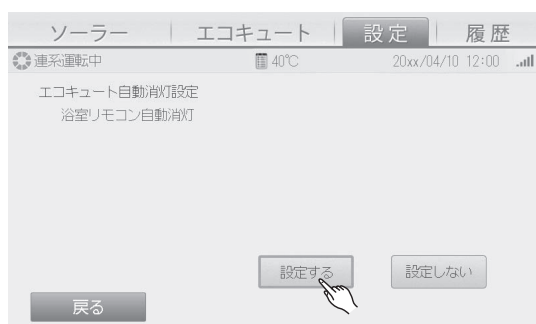 ソーラー エコキュート 設定 履歴
連系運転中 40℃ 20xx/04/10 12:00
エコキュート自動消灯設定
浴室リモコン自動消灯
設定する 設定しない
戻る